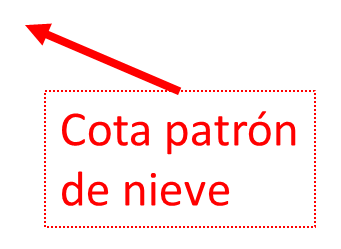 Cota patrón
de nieve